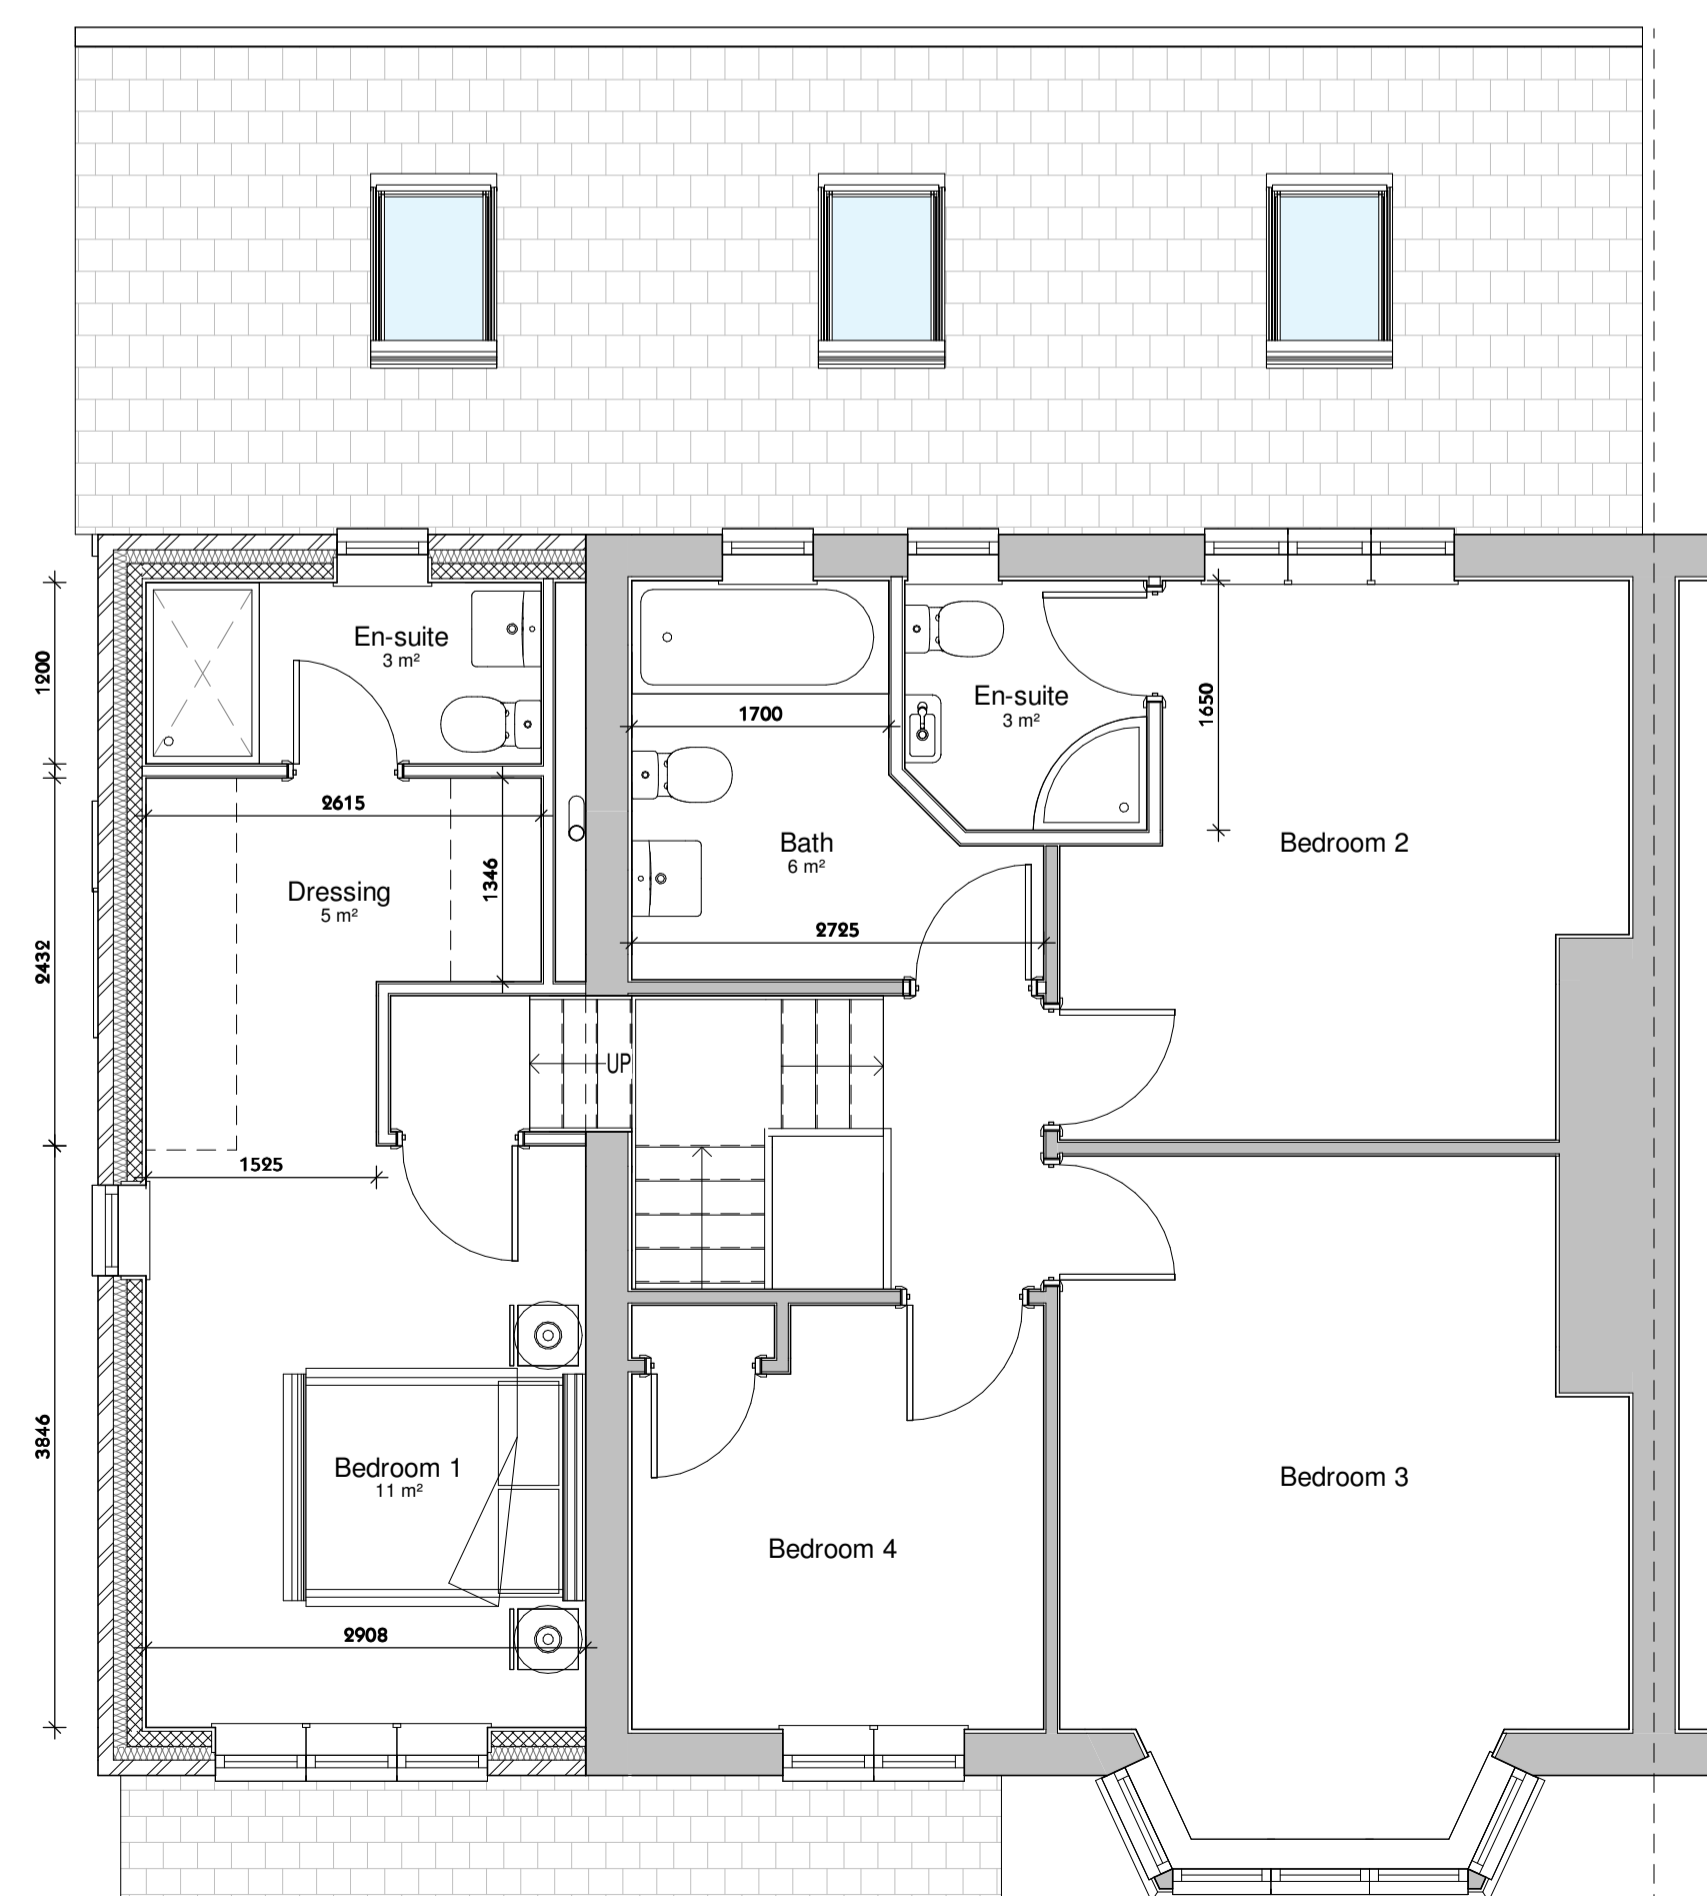 1200
En-suite
3 m²
1700
En-suite
3 m²
1650
2615
1346
Dressing
5 m²
2432
Bath
6 m²
2725
Bedroom 2
UP
1525
3846
Bedroom 1
11 m²
2908
Bedroom 4
Bedroom 3